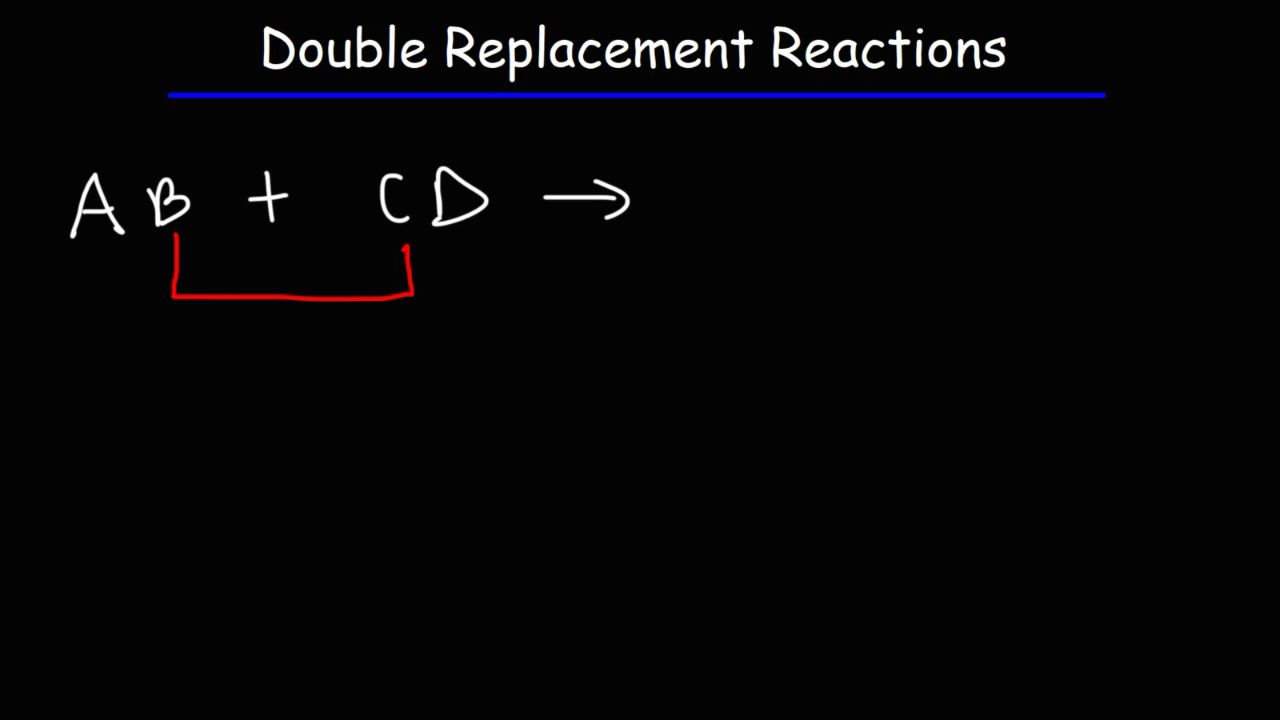 Double Replacement Reactions
AB + CD →